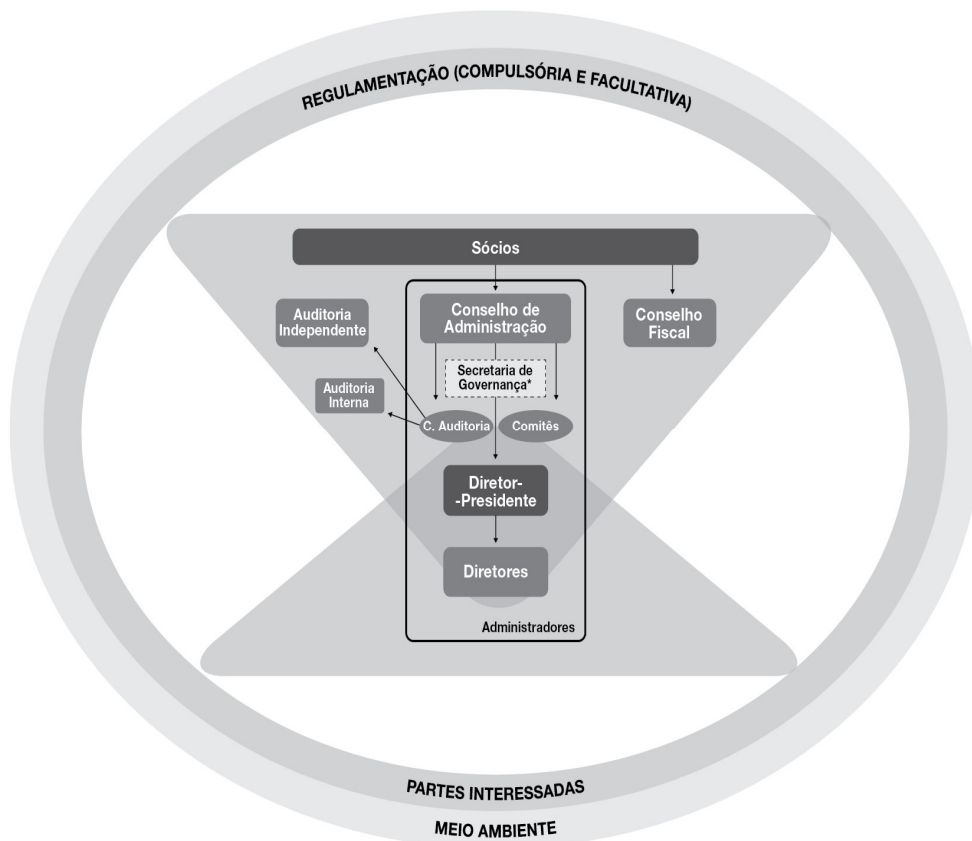 REGULAMENTAÇÃO (COMPULSÓRIA E FACULTATIVA)
Sócios
Auditoria
Independente
Conselho de
Administração
Conselho
Fiscal
Secretaria de
Governança*
Auditoria
Interna
C. Auditoria
Comitês
Diretor-
-Presidente
Diretores
Administradores
PARTES INTERESSADAS
MEIO AMBIENTE